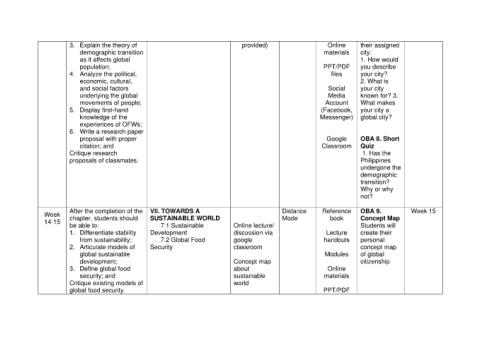 3. Explain the theory of
demographic transition
as it affects global
population;
4. Analyze the political,
economic, cultural,
and social factors
underlying the global
movements of people;
5. Display first-hand
knowledge of the
experiences of OFWs;
6. Write a research paper
proposal with proper
citation; and
Critique research
proposals of classmates.
provided)
Online
materials
PPT/PDF
files
Social
Media
Account
(Facebook,
Messenger)
Google
Classroom
their assigned
city:
1. How would
you describe
your city?
2. What is
your city
known for? 3.
What makes
your city a
global city?
OBA 8. Short
Quiz
1. Has the
Philippines
undergone the
demographic
transition?
Why or why
not?
Week
14-15
After the completion of the
chapter, students should
be able to:
1. Differentiate stability
from sustainability;
2. Articulate models of
global sustainable
development;
3. Define global food
security; and
Critique existing models of
global food security.
VII. TOWARDS A
SUSTAINABLE WORLD
7.1 Sustainable
Development
7.2 Global Food
Security
Online lecture/
discussion via
google
classroom
Concept map
about
sustainable
world
Distance
Mode
Reference
book
Lecture
handouts
Modules
Online
materials
PPT/PDF
OBA 9.
Concept Map
Students will
create their
personal
concept map
of global
citizenship
Week 15